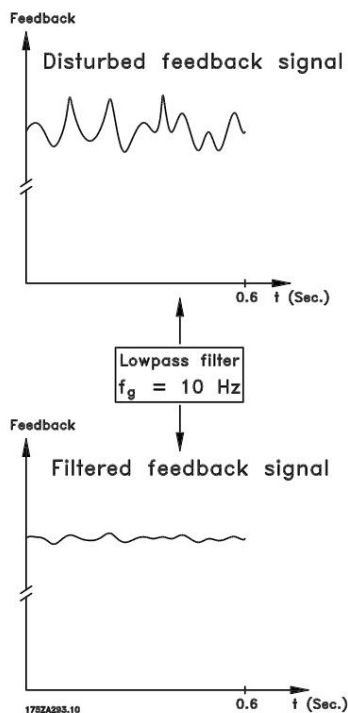 Feedback
Disturbed feedback signal
0.6 t (Sec.)
Lowpass filter
fg = 10 Hz
Feedback
Filtered feedback signal
0.6 t (Sec.)
175ZA293.10